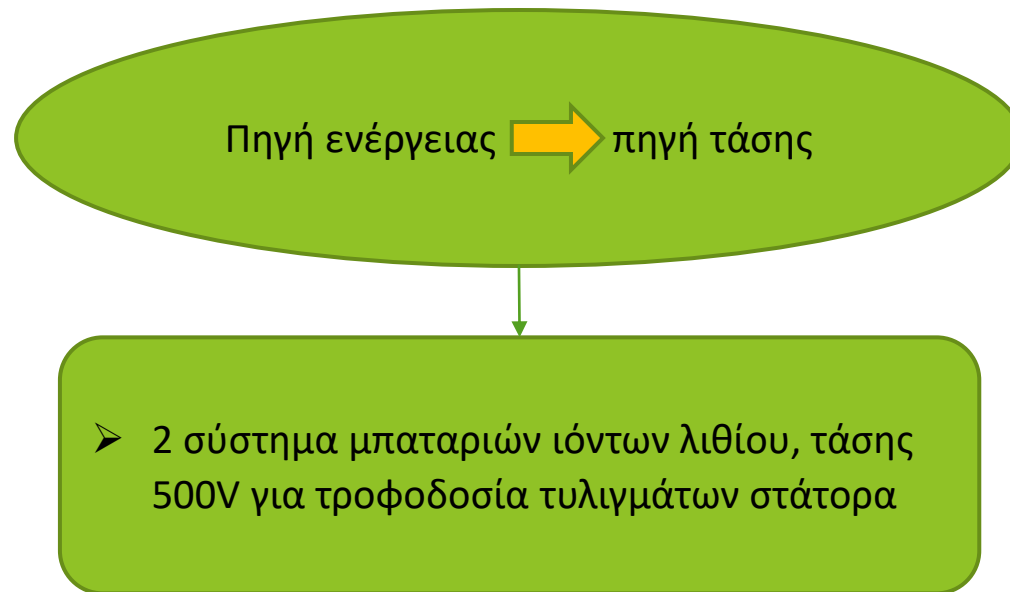 Πηγή ενέργειας πηγή τάσης
➢ 2 σύστημα μπαταριών ιόντων λιθίου, τάσης
500V για τροφοδοσία τυλιγμάτων στάτορα